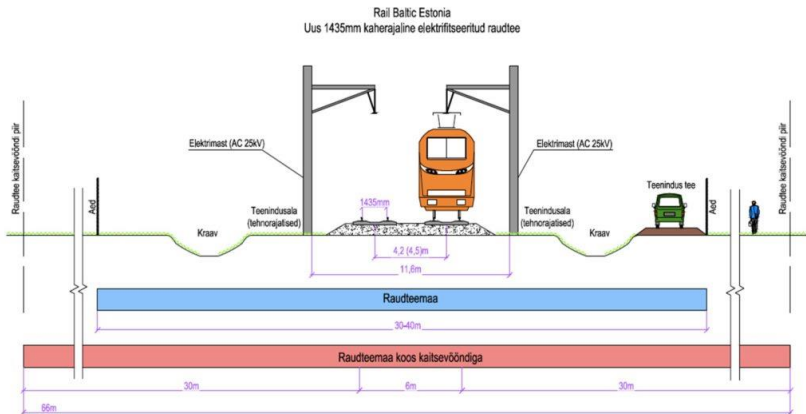 Rail Baltic Estonia
Uus 1435mm kaherajaline elektrifitseeritud raudtee
Raudtee kaitsevööndi piir
Aed
Elektrimast (AC 25kV)
Kraav
Teenindusala
(tehnorajatised)
1435mm
4,2 (4,5)m
11,6m
Elektrimast (AC 25kV)
Teenindusala
(tehnorajatised)
Kraav
Teenindus tee
Aed
Raudtee kaitsevööndi piir
Raudteemaa
30-40m
Raudteemaa koos kaitsevööndiga
30m
6m
30m
66m